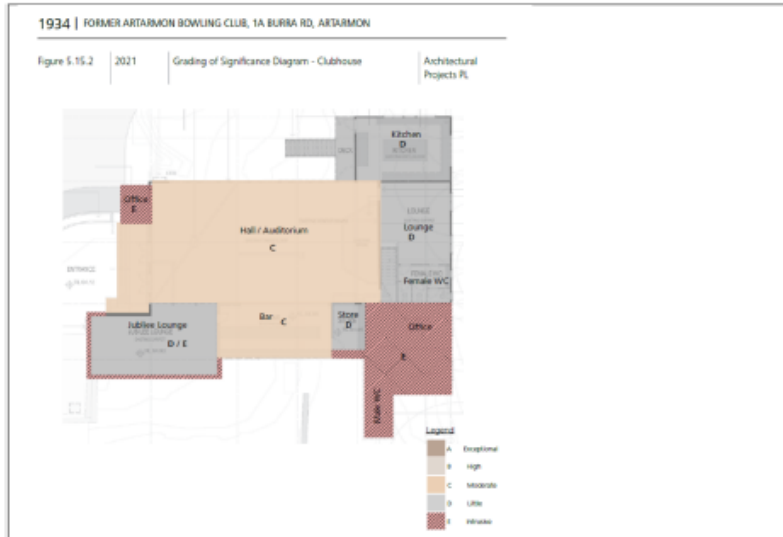 1934 | FORMER ARTARMON BOWLING CLUB, 1A BURRA RD, ARTARMON
Figure 5.15.2 2021 Grading of Significance Diagram - Clubhouse Architectural
Projects PL
Kitchen
D
Office
E
LOUNGE
Lounge
D
Hall / Auditorium
C
ENTRANCE
Female WC
Bar C
Store
D
Office
E
Jubilee Lounge
D / E
Male WC
Legend
A Exceptional
B High
C Moderate
D Little
E Intrusive